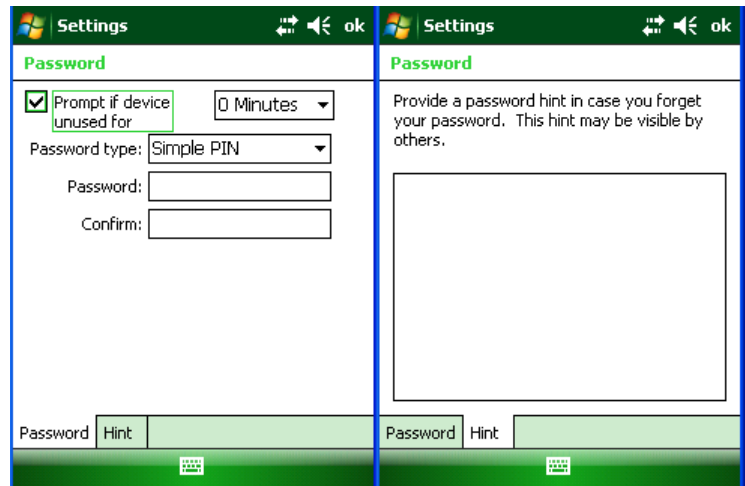 Settings ok
Password
Prompt if device
unused for
0 Minutes
Password type: Simple PIN
Password:
Confirm:
Password Hint
Settings ok
Password
Provide a password hint in case you forget
your password.  This hint may be visible by
others.
Password Hint